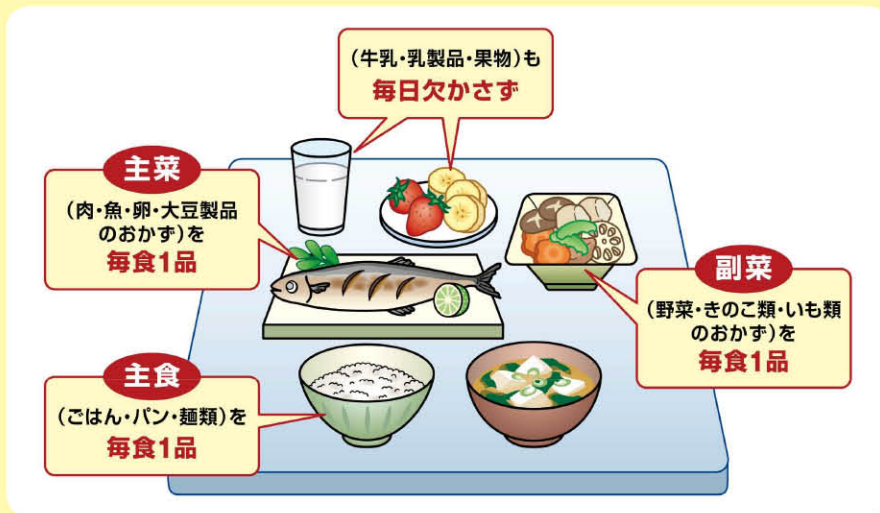 (牛乳・乳製品・果物)も
毎日欠かさず
主菜
(肉・魚・卵・大豆製品
のおかず)を
毎食1品
副菜
(野菜・きのこ類・いも類
のおかず)を
毎食1品
主食
(ごはん・パン・麺類)を
毎食1品